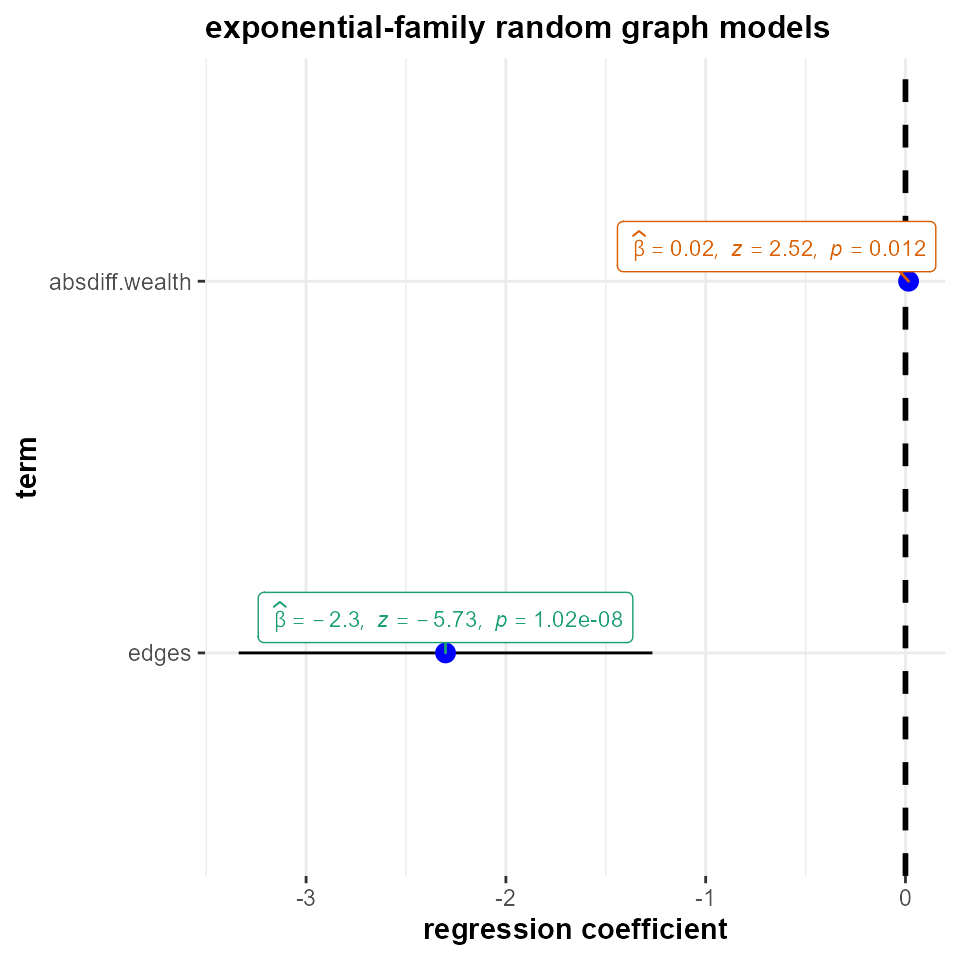 exponential-family random graph models
term
absdiff.wealth
β̂ = 0.02, z = 2.52, p = 0.012
edges
β̂ = −2.3, z = −5.73, p = 1.02e-08
-3 -2 -1 0
regression coefficient